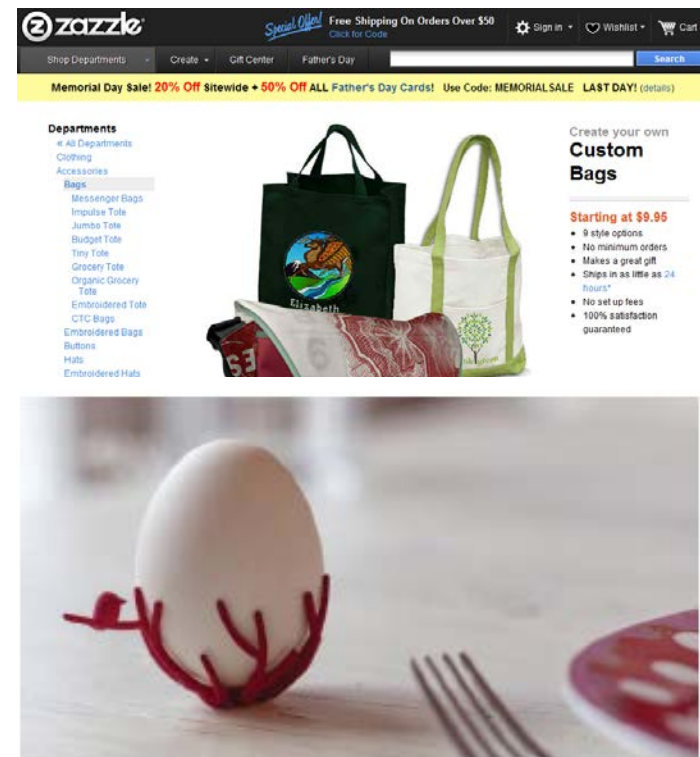 zazzle
Special Offer! Free Shipping On Orders Over $50
Click for Code
Sign in Wishlist Cart
Shop Departments Create Gift Center Father's Day Search
Memorial Day Sale! 20% Off Sitewide + 50% Off ALL Father's Day Cards! Use Code: MEMORIALSALE LAST DAY! (details)
Departments
« All Departments
Clothing
Accessories
Bags
Messenger Bags
Impulse Tote
Jumbo Tote
Budget Tote
Tiny Tote
Grocery Tote
Organic Grocery
Tote
Embroidered Tote
CTC Bags
Embroidered Bags
Buttons
Hats
Embroidered Hats
Elizabeth
Create your own
Custom
Bags
Starting at $9.95
• 9 style options
• No minimum orders
• Makes a great gift
• Ships in as little as 24
hours*
• No set up fees
• 100% satisfaction
guaranteed